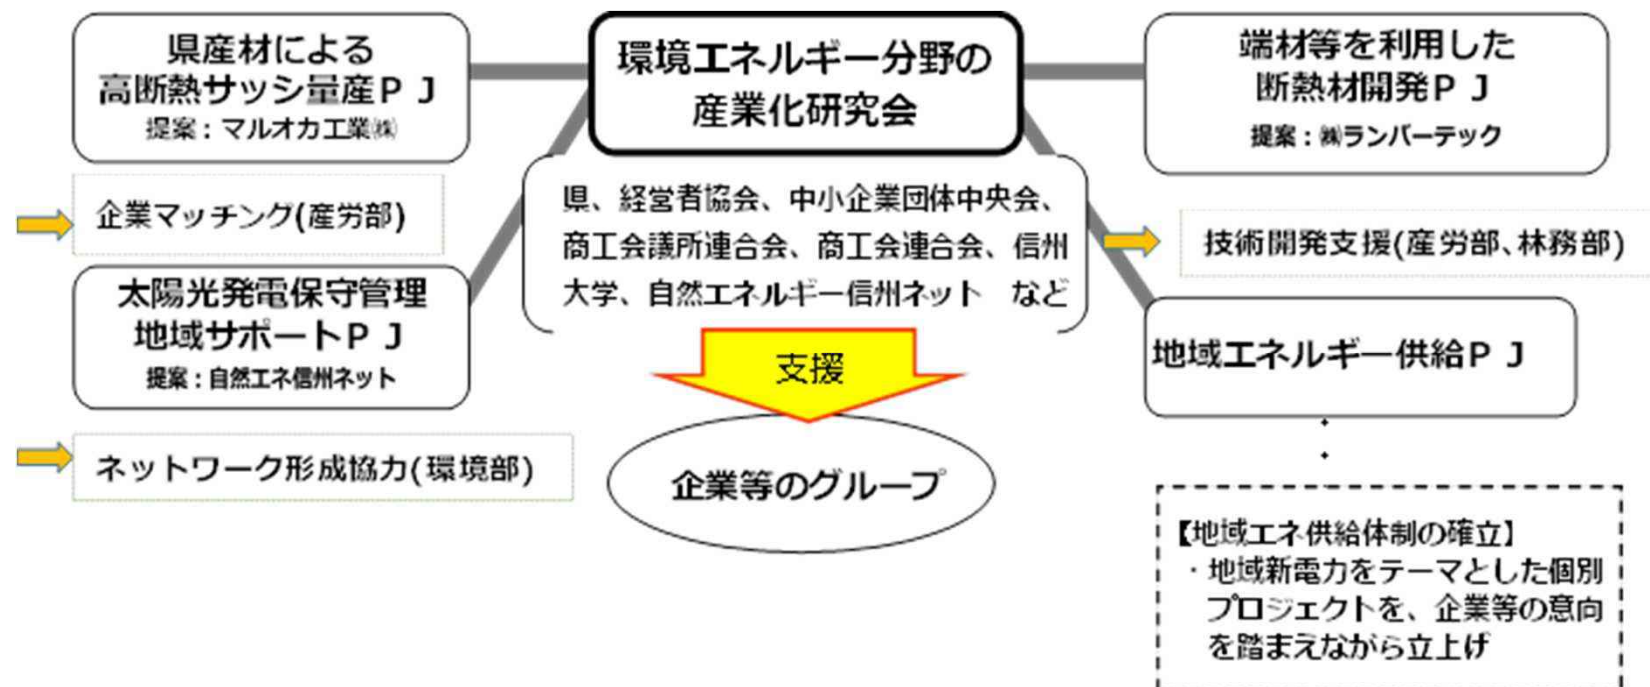 県産材による
高断熱サッシ量産ＰＪ
提案：マルオカ工業㈱
企業マッチング(産労部)
太陽光発電保守管理
地域サポートＰＪ
提案：自然エネ信州ネット
ネットワーク形成協力(環境部)
環境エネルギー分野の
産業化研究会
県、経営者協会、中小企業団体中央会、
商工会議所連合会、商工会連合会、信州
大学、自然エネルギー信州ネット　など
支援
企業等のグループ
端材等を利用した
断熱材開発ＰＪ
提案：㈱ランバーテック
技術開発支援(産労部、林務部)
地域エネルギー供給ＰＪ
【地域エネ供給体制の確立】
・地域新電力をテーマとした個別
プロジェクトを、企業等の意向
を踏まえながら立上げ